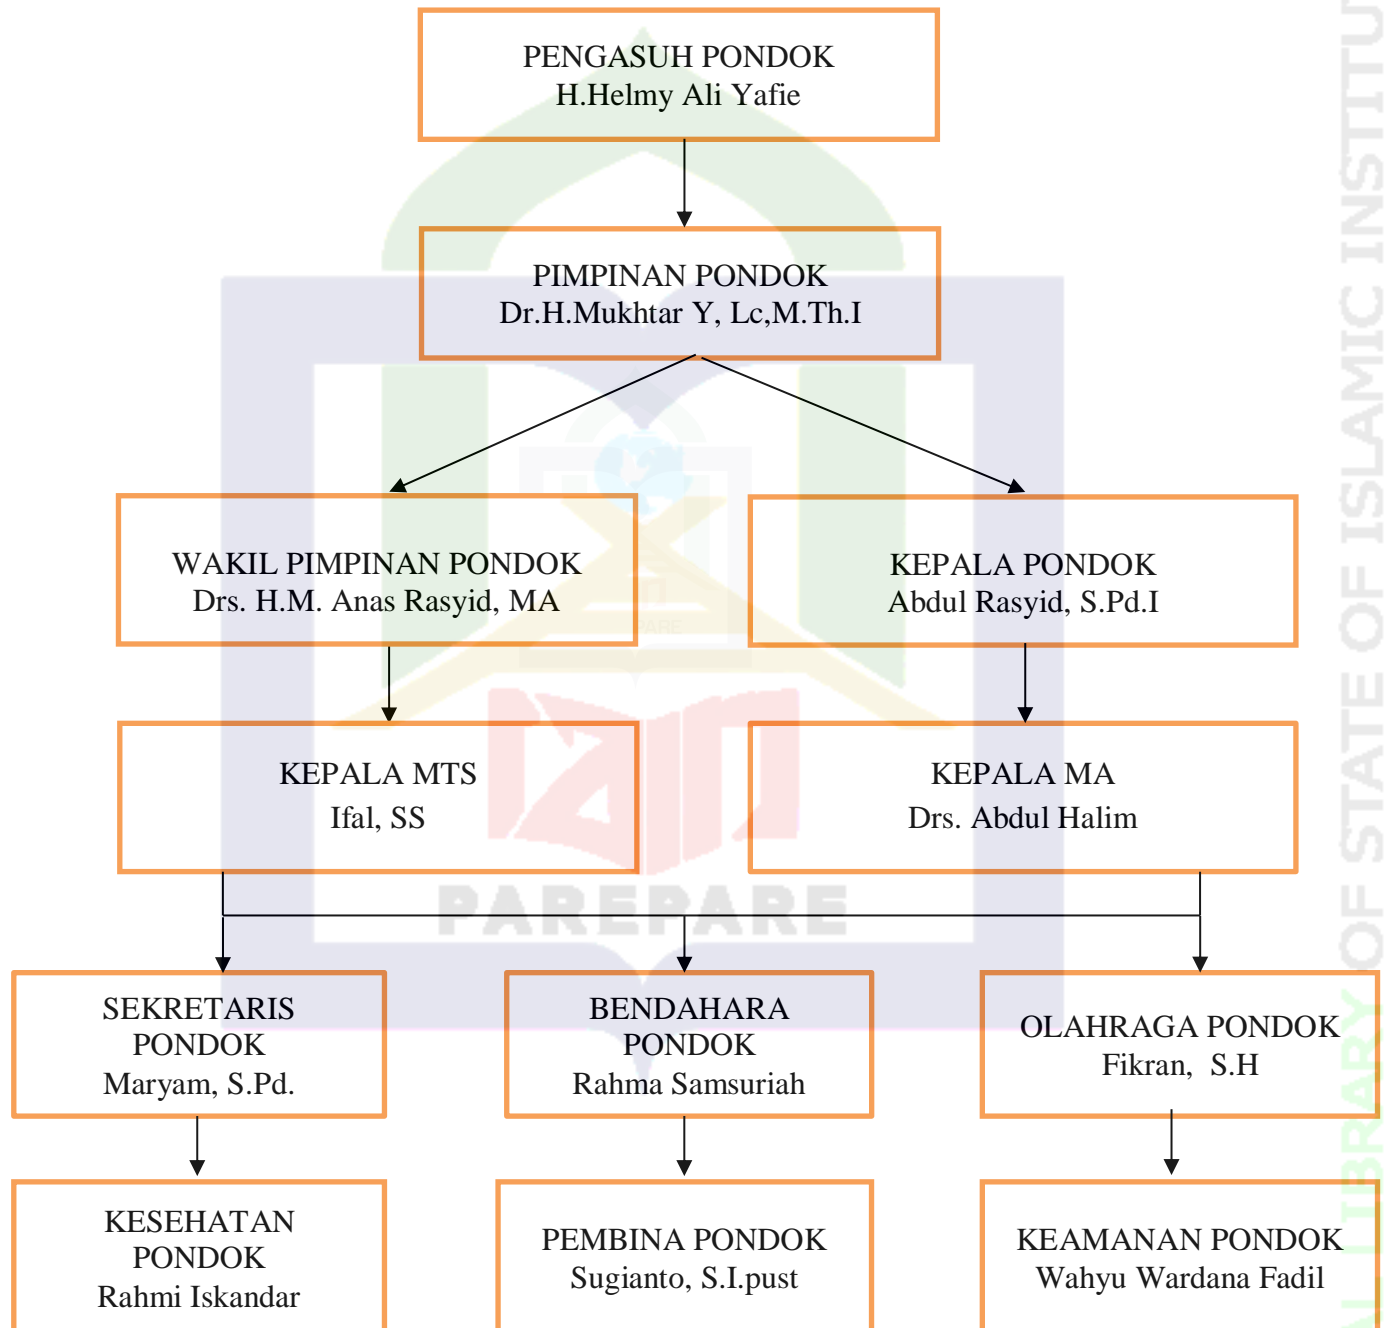 PENGASUH PONDOK
H.Helmy Ali Yafie
PIMPINAN PONDOK
Dr.H.Mukhtar Y, Lc,M.Th.I
WAKIL PIMPINAN PONDOK
Drs. H.M. Anas Rasyid, MA
KEPALA PONDOK
Abdul Rasyid, S.Pd.I
PARE
KEPALA MTS
Ifal, SS
KEPALA MA
Drs. Abdul Halim
PAREPARE
SEKRETARIS
PONDOK
Maryam, S.Pd.
BENDAHARA
PONDOK
Rahma Samsuriah
OLAHRAGA PONDOK
Fikran,  S.H
KESEHATAN
PONDOK
Rahmi Iskandar
PEMBINA PONDOK
Sugianto, S.I.pust
KEAMANAN PONDOK
Wahyu Wardana Fadil
LIBRARY OF STATE OF ISLAMIC